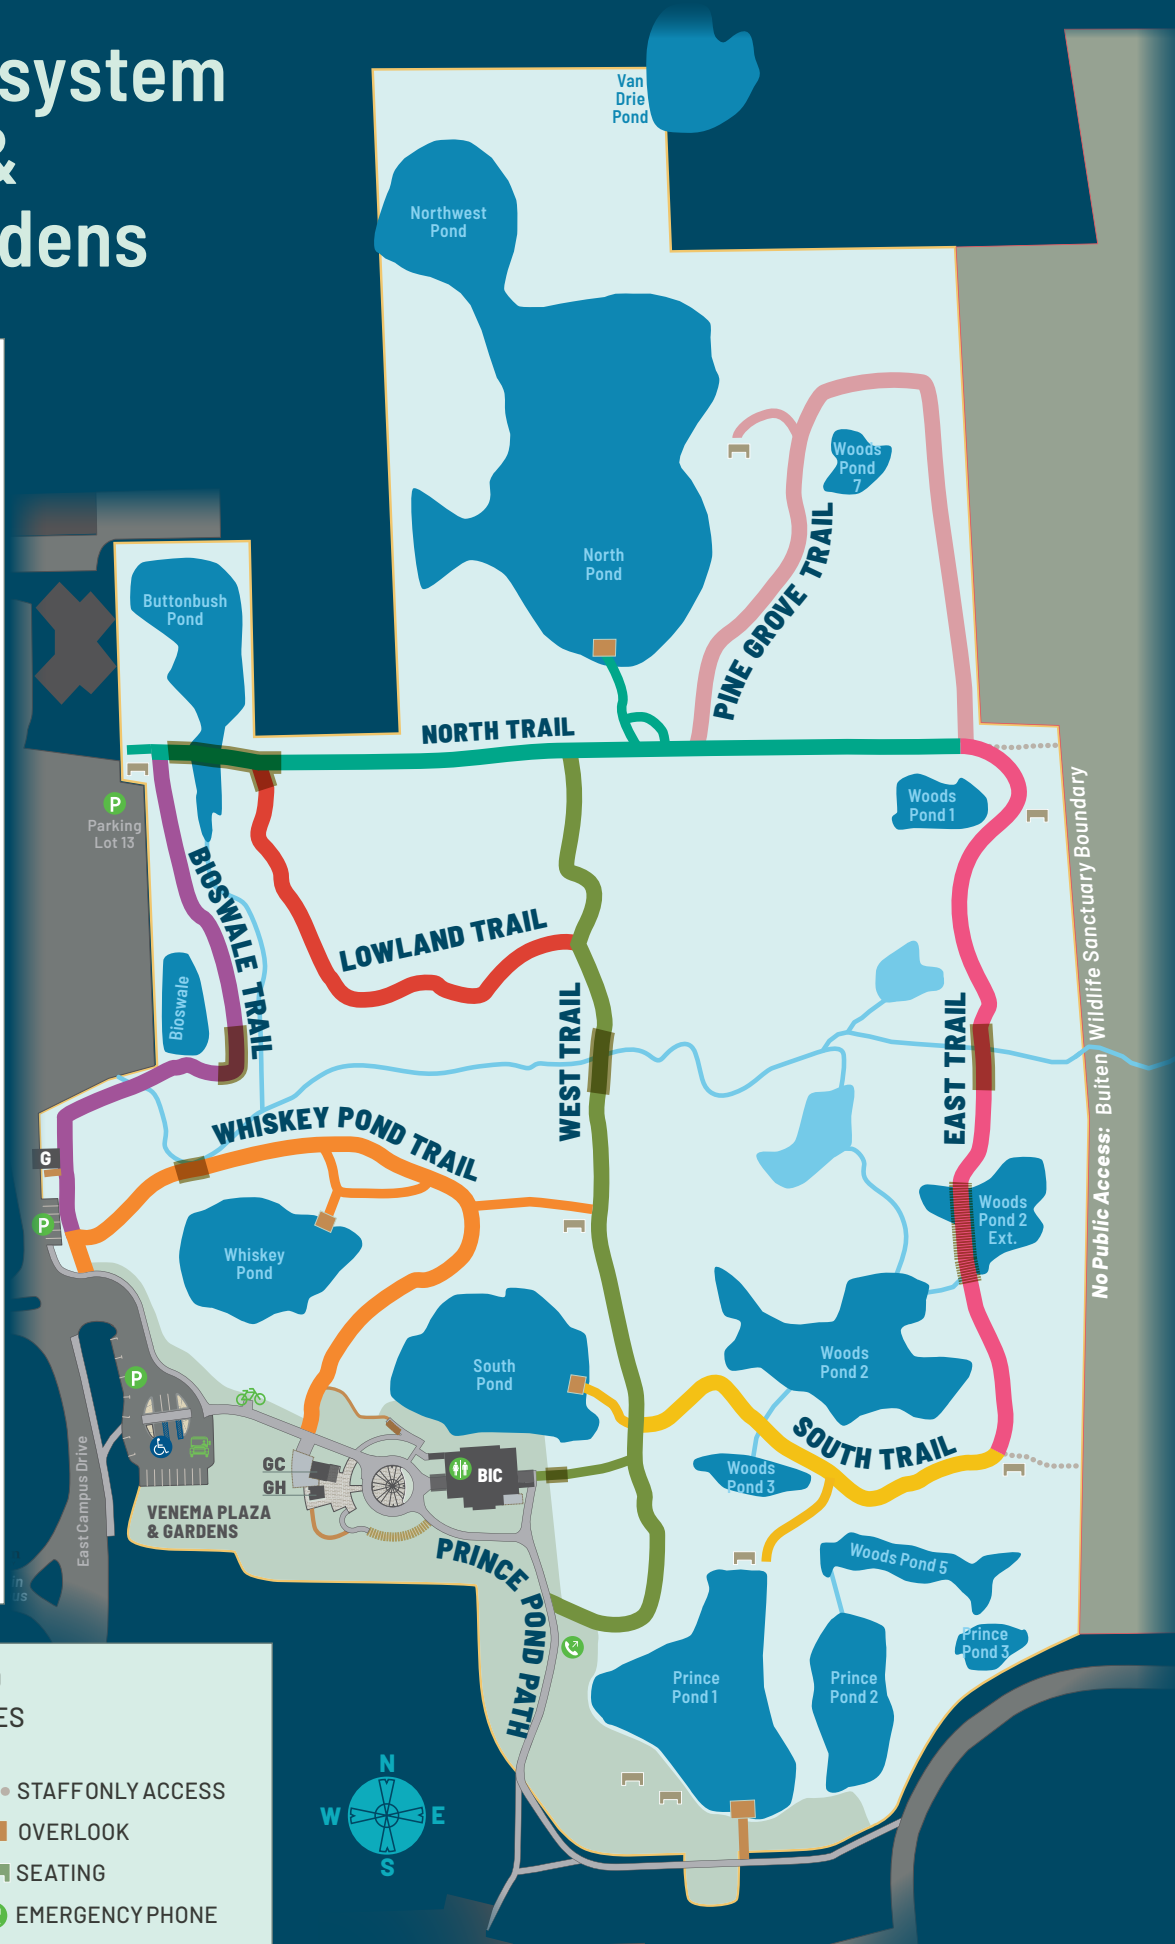 system
&
dens
Van
Drie
Pond
Northwest
Pond
Woods
Pond
7
North
Pond
PINE GROVE TRAIL
Buttonbush
Pond
NORTH TRAIL
P
Parking
Lot 13
Woods
Pond 1
BIOSWALE TRAIL
LOWLAND TRAIL
Bioswale
WEST TRAIL
EAST TRAIL
No Public Access: Buiten Wildlife Sanctuary Boundary
WHISKEY POND TRAIL
G
P
Whiskey
Pond
Woods
Pond 2
Ext.
South
Pond
Woods
Pond 2
P
SOUTH TRAIL
GC
GH
BIC
Woods
Pond 3
East Campus Drive
VENEMA PLAZA
& GARDENS
PRINCE POND PATH
Woods Pond 5
Prince
Pond 3
Prince
Pond 1
Prince
Pond 2
in
us
ES
STAFF ONLY ACCESS
OVERLOOK
SEATING
EMERGENCY PHONE
N
W
E
S